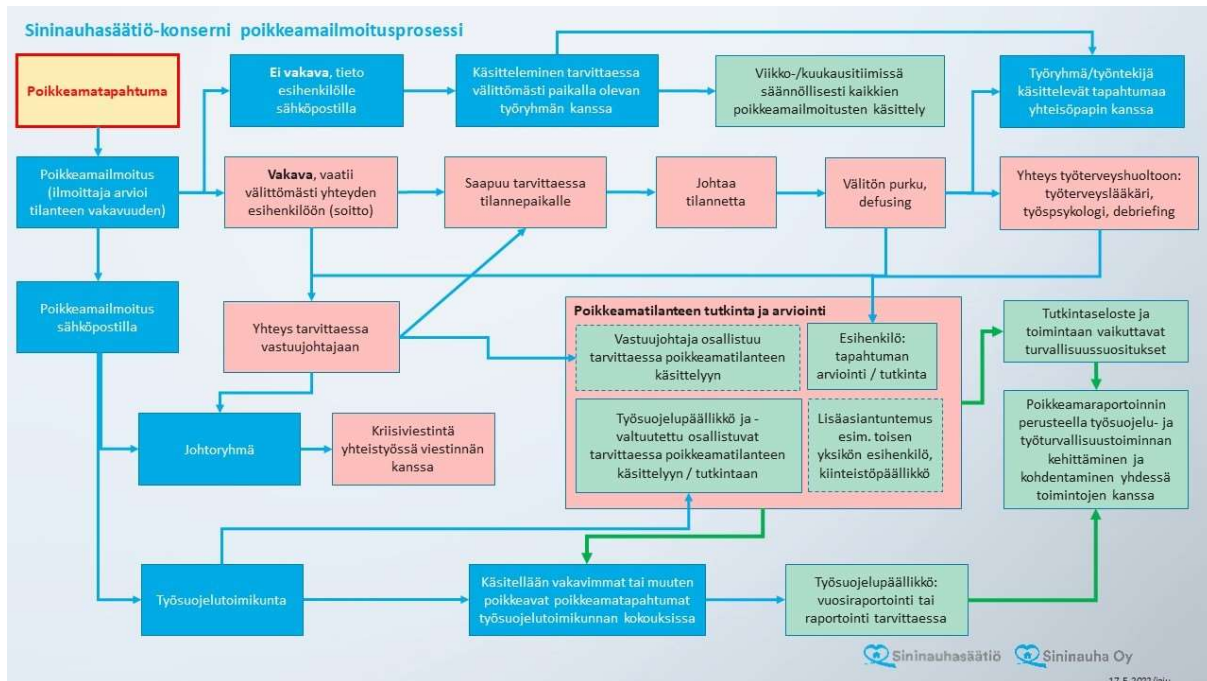 Sininauhasäätiö-konserni poikkeamailmoitusprosessi
Poikkeamatapahtuma
Ei vakava, tieto
esihenkilölle
sähköpostilla
Käsitteleminen tarvittaessa
välittömästi paikalla olevan
työryhmän kanssa
Viikko-/kuukausitiimissä
säännöllisesti kaikkien
poikkeamailmoitusten käsittely
Työryhmä/työntekijä
käsittelevät tapahtumaa
yhteisöpapin kanssa
Poikkeamailmoitus
(ilmoittaja arvioi
tilanteen vakavuuden)
Vakava, vaatii
välittömästi yhteyden
esihenkilöön (soitto)
Saapuu tarvittaessa
tilannepaikalle
Johtaa
tilannetta
Välitön purku,
defusing
Yhteys työterveyshuoltoon:
työterveyslääkäri,
työspsykologi, debriefing
Poikkeamailmoitus
sähköpostilla
Yhteys tarvittaessa
vastuujohtajaan
Poikkeamatilanteen tutkinta ja arviointi
Vastuujohtaja osallistuu
tarvittaessa poikkeamatilanteen
käsittelyyn
Esihenkilö:
tapahtuman
arviointi / tutkinta
Työsuojelupäällikkö ja -
valtuutettu osallistuvat
tarvittaessa poikkeamatilanteen
käsittelyyn / tutkintaan
Lisäasiantuntemus
esim. toisen
yksikön esihenkilö,
kiinteistöpäällikkö
Tutkintaseloste ja
toimintaan vaikuttavat
turvallisuussuositukset
Poikkeamaraportoinnin
perusteella työsuojelu- ja
työturvallisuustoiminnan
kehittäminen ja
kohdentaminen yhdessä
toimintojen kanssa
Johtoryhmä
Kriisiviestintä
yhteistyössä viestinnän
kanssa
Työsuojelutoimikunta
Käsitellään vakavimmat tai muuten
poikkeavat poikkeamatapahtumat
työsuojelutoimikunnan kokouksissa
Työsuojelupäällikkö:
vuosiraportointi tai
raportointi tarvittaessa
Sininauhasäätiö
Sininauha Oy